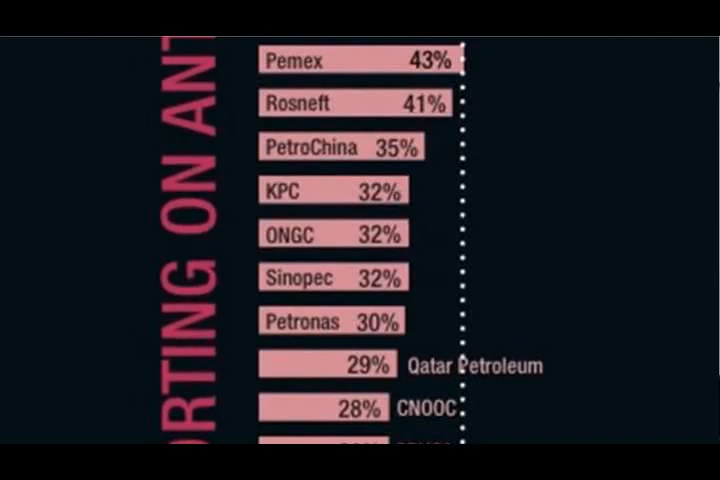 ORTING ON ANT
Pemex 43%
Rosneft 41%
PetroChina 35%
KPC 32%
ONGC 32%
Sinopec 32%
Petronas 30%
29% Qatar Petroleum
28% CNOOC